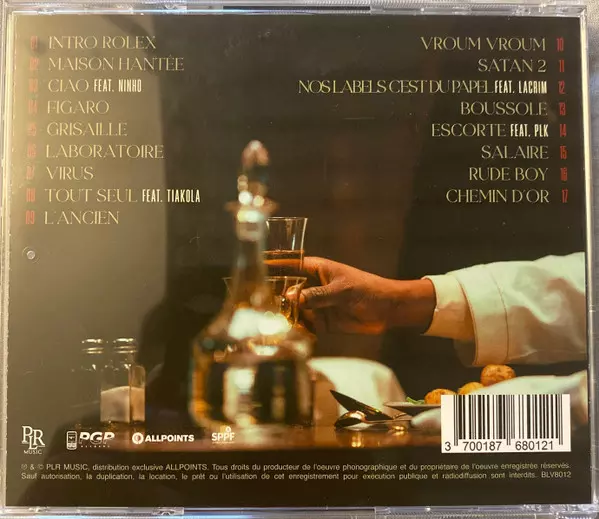 01 INTRO ROLEX
02 MAISON HANTÉE
03 CIAO FEAT. NINHO
04 FIGARO
05 GRISAILLE
06 LABORATOIRE
07 VIRUS
08 TOUT SEUL FEAT. TIAKOLA
09 L'ANCIEN
VROUM VROUM 10
SATAN 2 11
NOS LABELS C'EST DU PAPEL FEAT. LACRIM 12
BOUSSOLE 13
ESCORTE FEAT. PLK 14
SALAIRE 15
RUDE BOY 16
CHEMIN D'OR 17
PLR
MUSIC
PGP
ALLPOINTS
SPPF
3 700187 680121
℗ & © PLR MUSIC, distribution exclusive ALLPOINTS. Tous droits du producteur de l'oeuvre phonographique et du propriétaire de l'oeuvre enregistrée réservés.
Sauf autorisation, la duplication, la location, le prêt ou l'utilisation de cet enregistrement pour exécution publique et radiodiffusion sont interdits. BLV8012